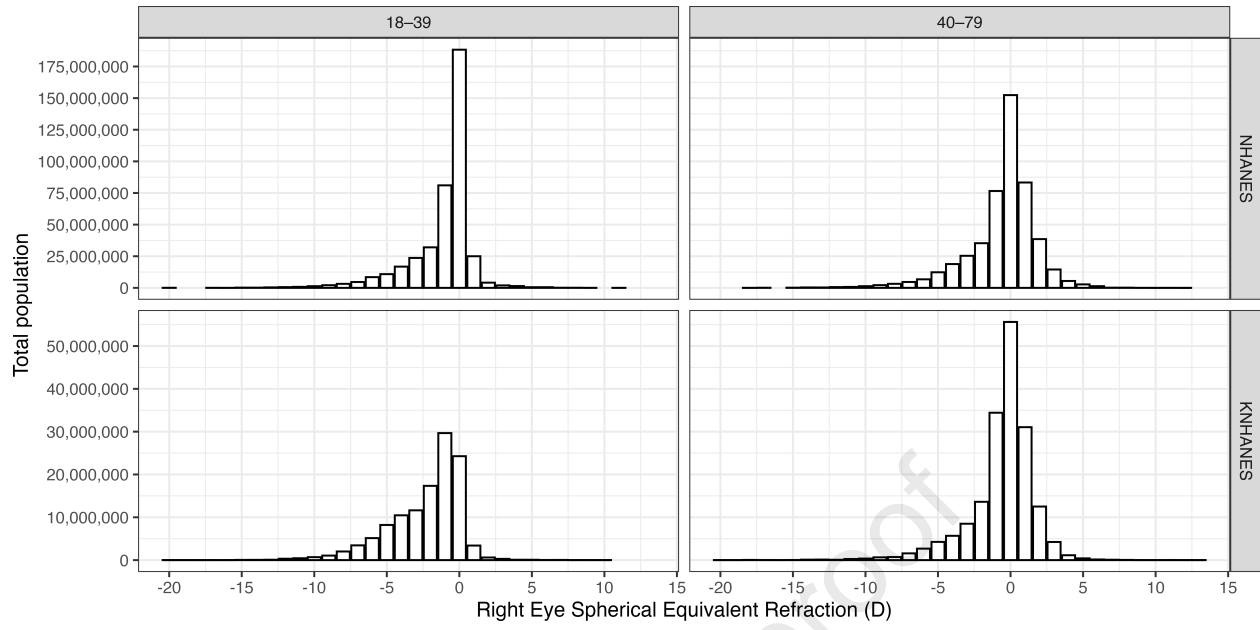 18–39
40–79
175,000,000
150,000,000
125,000,000
100,000,000
75,000,000
50,000,000
25,000,000
0
NHANES
Total population
50,000,000
40,000,000
30,000,000
20,000,000
10,000,000
0
KNHANES
-20 -15 -10 -5 0 5 10 15
-20 -15 -10 -5 0 5 10 15
Right Eye Spherical Equivalent Refraction (D)
proof